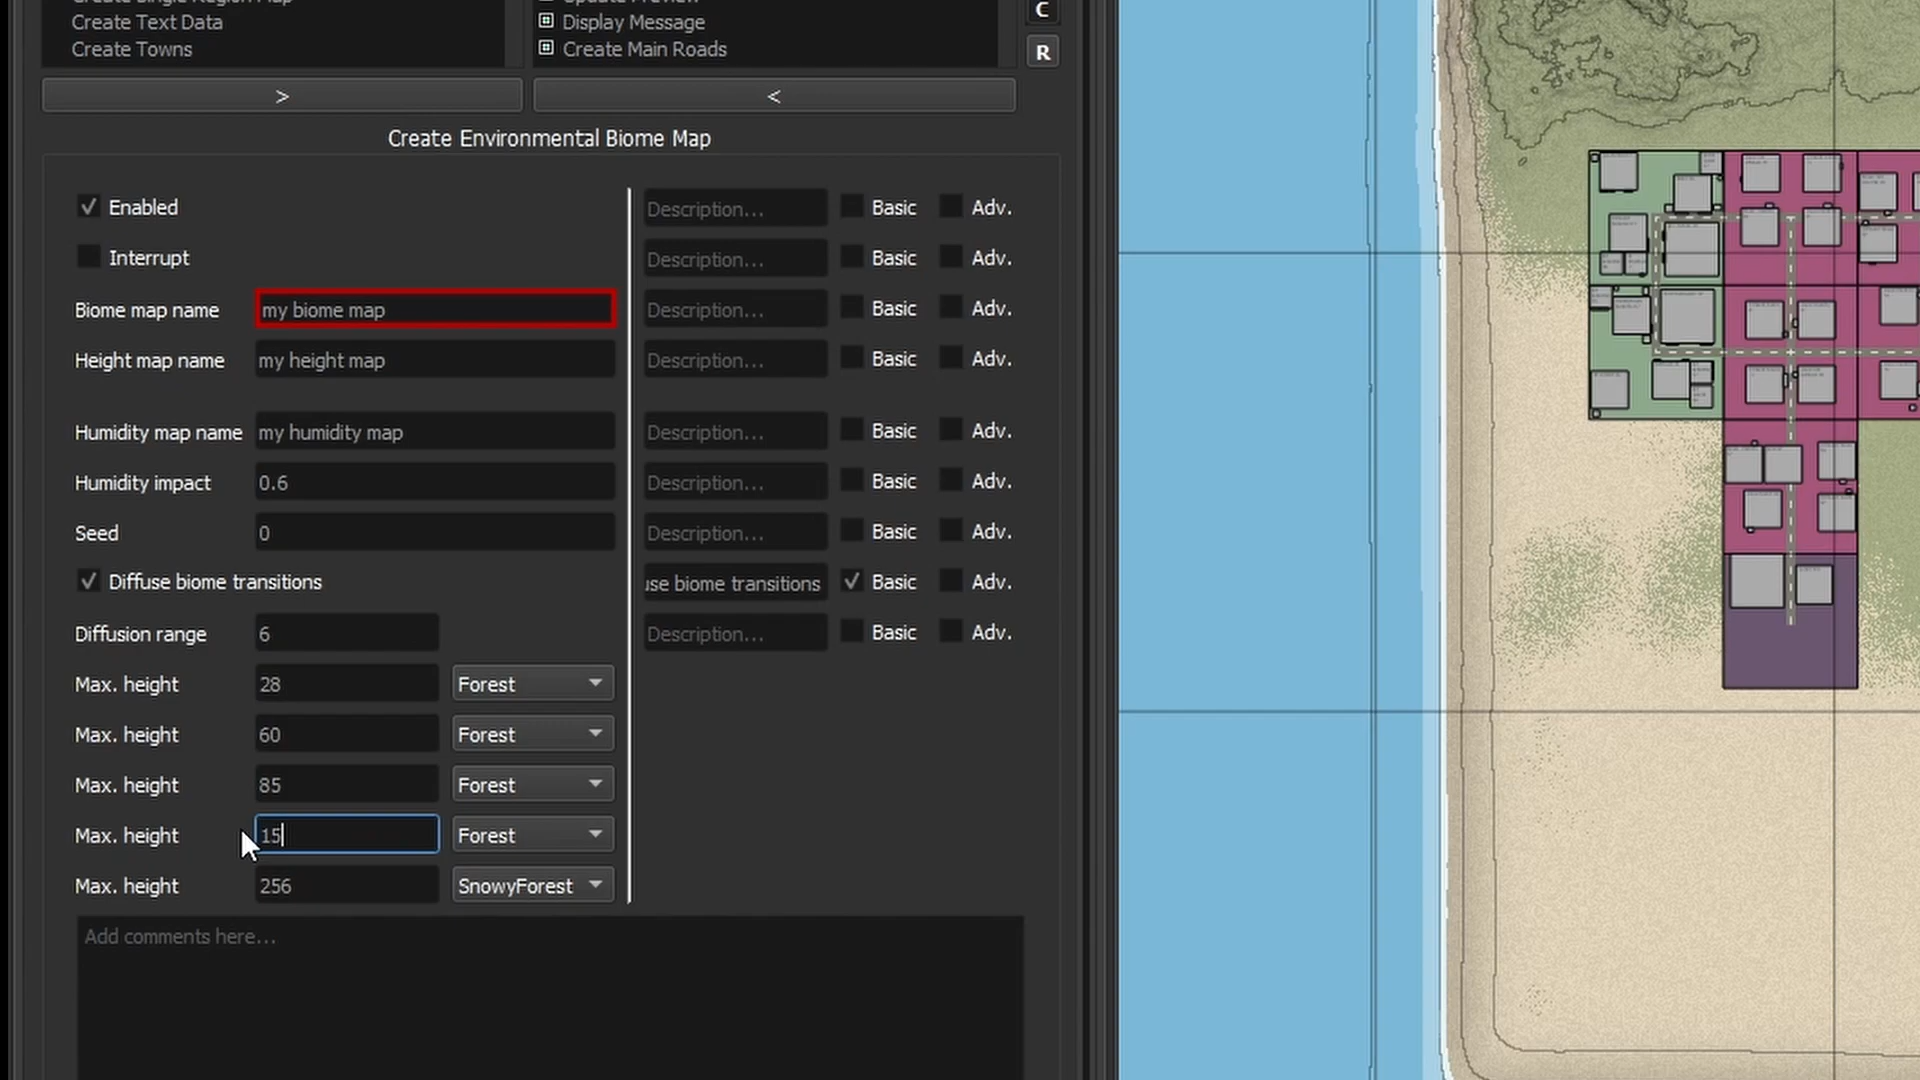 Create Text Data
Create Towns
Display Message
Create Main Roads
C
R
>
<
Create Environmental Biome Map
Enabled
Description...
Basic
Adv.
Interrupt
Description...
Basic
Adv.
Biome map name
my biome map
Description...
Basic
Adv.
Height map name
my height map
Description...
Basic
Adv.
Humidity map name
my humidity map
Description...
Basic
Adv.
Humidity impact
0.6
Description...
Basic
Adv.
Seed
0
Description...
Basic
Adv.
Diffuse biome transitions
use biome transitions
Basic
Adv.
Diffusion range
6
Description...
Basic
Adv.
Max. height
28
Forest
Max. height
60
Forest
Max. height
85
Forest
Max. height
15
Forest
Max. height
256
SnowyForest
Add comments here...